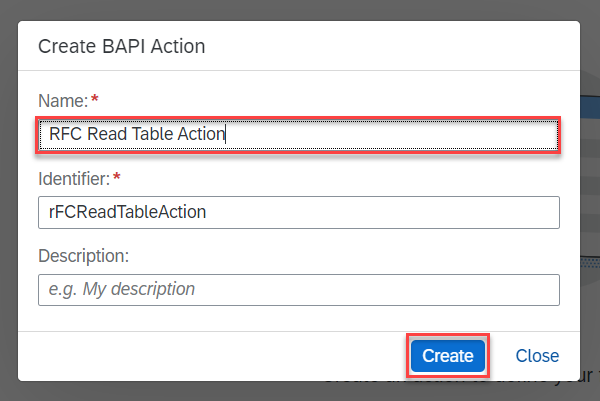 Create BAPI Action
Name: *
RFC Read Table Action
Identifier: *
rFCReadTableAction
Description:
e.g. My description
Create Close